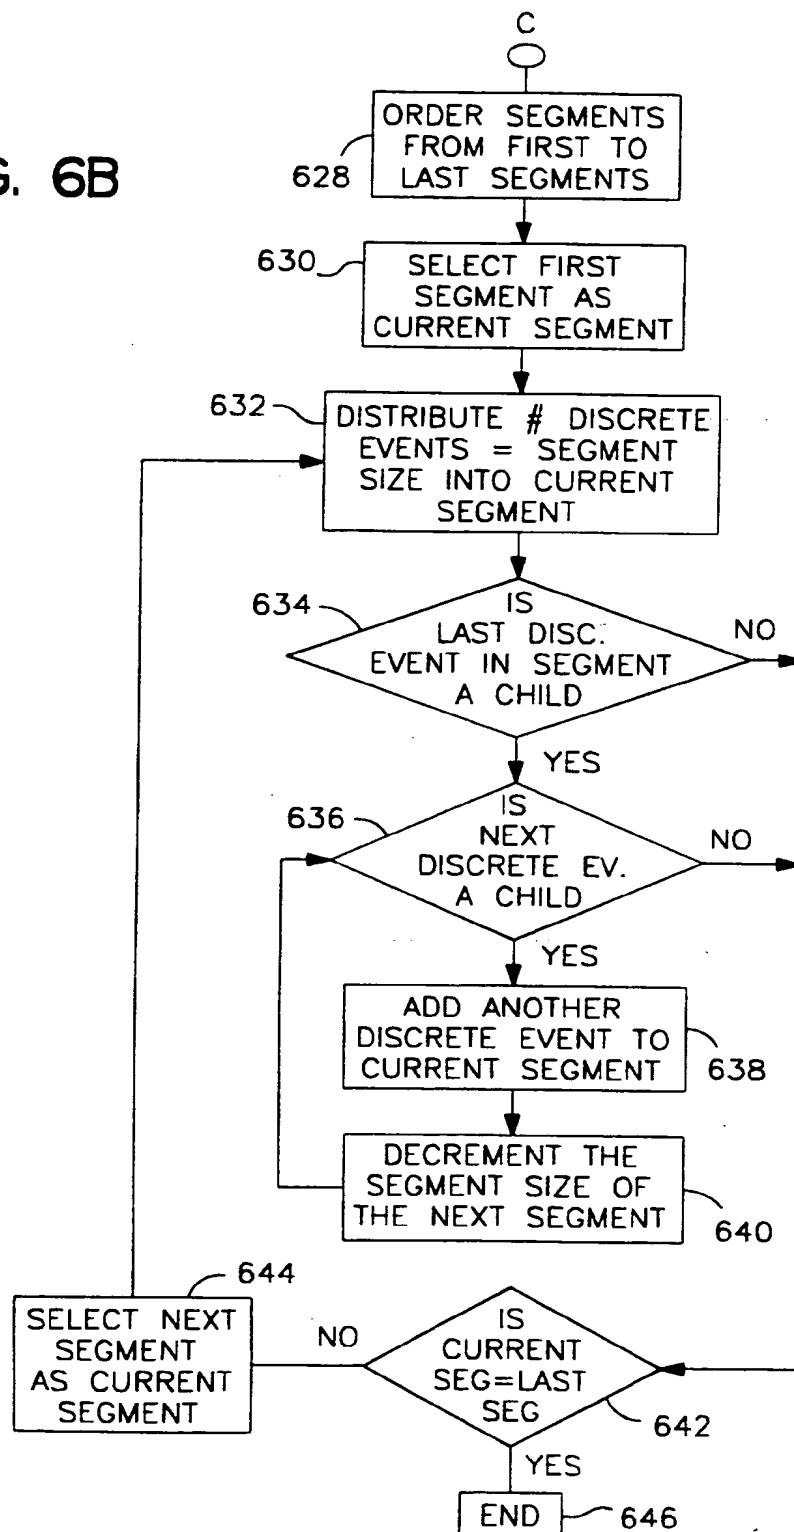 C
ORDER SEGMENTS
FROM FIRST TO
LAST SEGMENTS
628
G. 6B
630
SELECT FIRST
SEGMENT AS
CURRENT SEGMENT
632
DISTRIBUTE # DISCRETE
EVENTS = SEGMENT
SIZE INTO CURRENT
SEGMENT
634
IS
LAST DISC.
EVENT IN SEGMENT
A CHILD
NO
YES
636
IS
NEXT
DISCRETE EV.
A CHILD
NO
YES
ADD ANOTHER
DISCRETE EVENT TO
CURRENT SEGMENT
638
DECREMENT THE
SEGMENT SIZE OF
THE NEXT SEGMENT
640
644
SELECT NEXT
SEGMENT
AS CURRENT
SEGMENT
NO
IS
CURRENT
SEG=LAST
SEG
642
YES
END
646